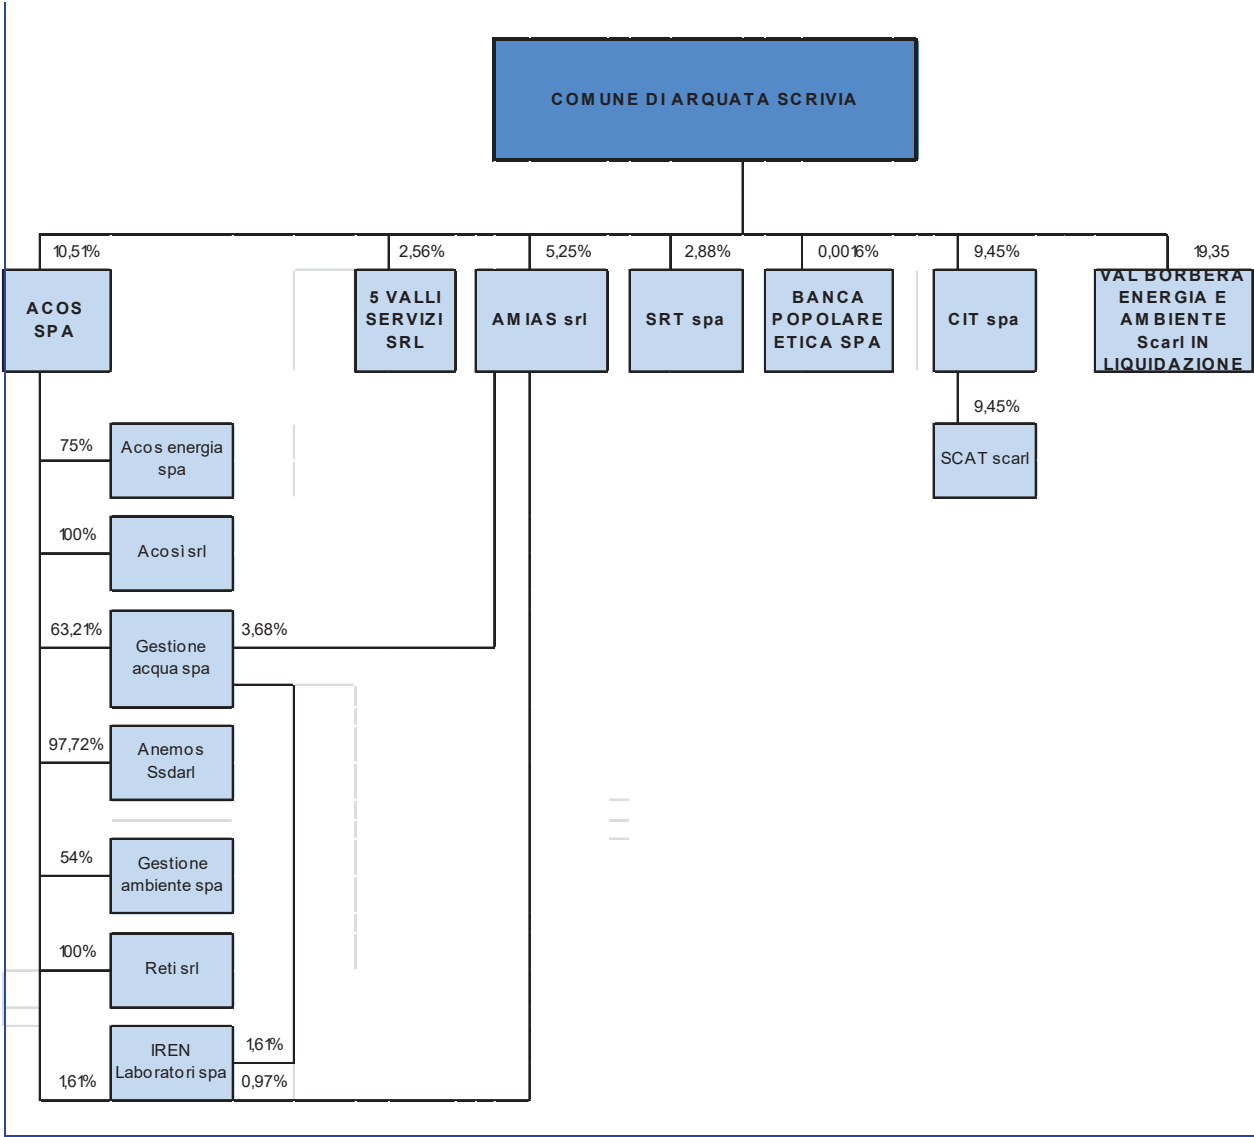 COMUNE DI ARQUATA SCRIVIA
10,51%
2,56%
5,25%
2,88%
0,0016%
9,45%
19,35
ACOS
SPA
5 VALLI
SERVIZI
SRL
AMIAS srl
SRT spa
BANCA
POPOLARE
ETICA SPA
CIT spa
VAL BORBERA
ENERGIA E
AMBIENTE
Scarl IN
LIQUIDAZIONE
9,45%
SCAT scarl
75%
Acos energia
spa
100%
Acosì srl
63,21%
Gestione
acqua spa
3,68%
97,72%
Anemos
Ssdarl
54%
Gestione
ambiente spa
100%
Reti srl
IREN
Laboratori spa
1,61%
1,61%
0,97%